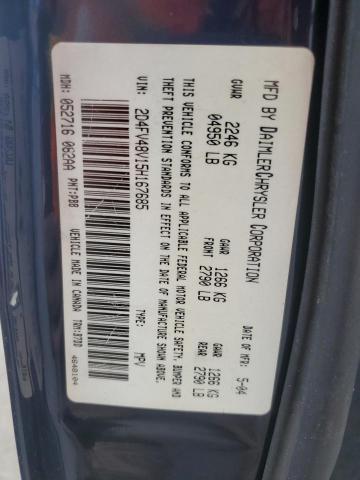 MFD BY DAIMLERCHRYSLER CORPORATION
DATE OF MFR: 5-04
GVWR
2246 KG
04950 LB
GAWR FRONT
1266 KG
2790 LB
GAWR REAR
1266 KG
2790 LB
THIS VEHICLE CONFORMS TO ALL APPLICABLE FEDERAL MOTOR VEHICLE SAFETY, BUMPER AND
THEFT PREVENTION STANDARDS IN EFFECT ON THE DATE OF MANUFACTURE SHOWN ABOVE.
VIN: 2D4FV48V15H167685
TYPE: MPV
MDH: 052716 062AA
PNT: PB8
VEHICLE MADE IN CANADA
4648104